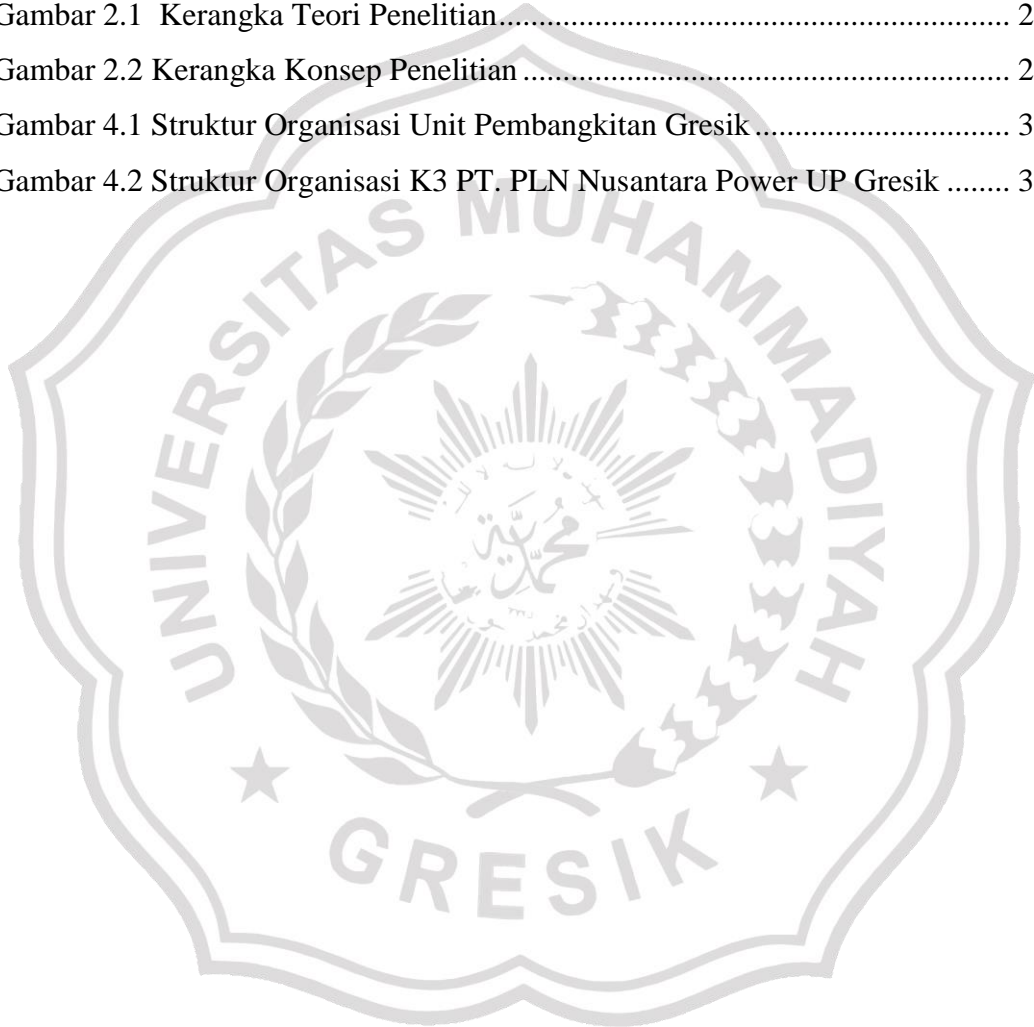 Gambar 2.1  Kerangka Teori Penitian............................................................. 2
Gambar 2.2 Kerangka Konsep Penelitian ......................................................... 2
Gambar 4.1 Struktur Organisasi Unit Pembangkitan Gresik .............................. 3
Gambar 4.2 Struktur Organisasi K3 PT. PLN Nusantara Power UP Gresik ........ 3
UNIVERSITAS MUHAMMADIYAH
محمدية
GRESIK